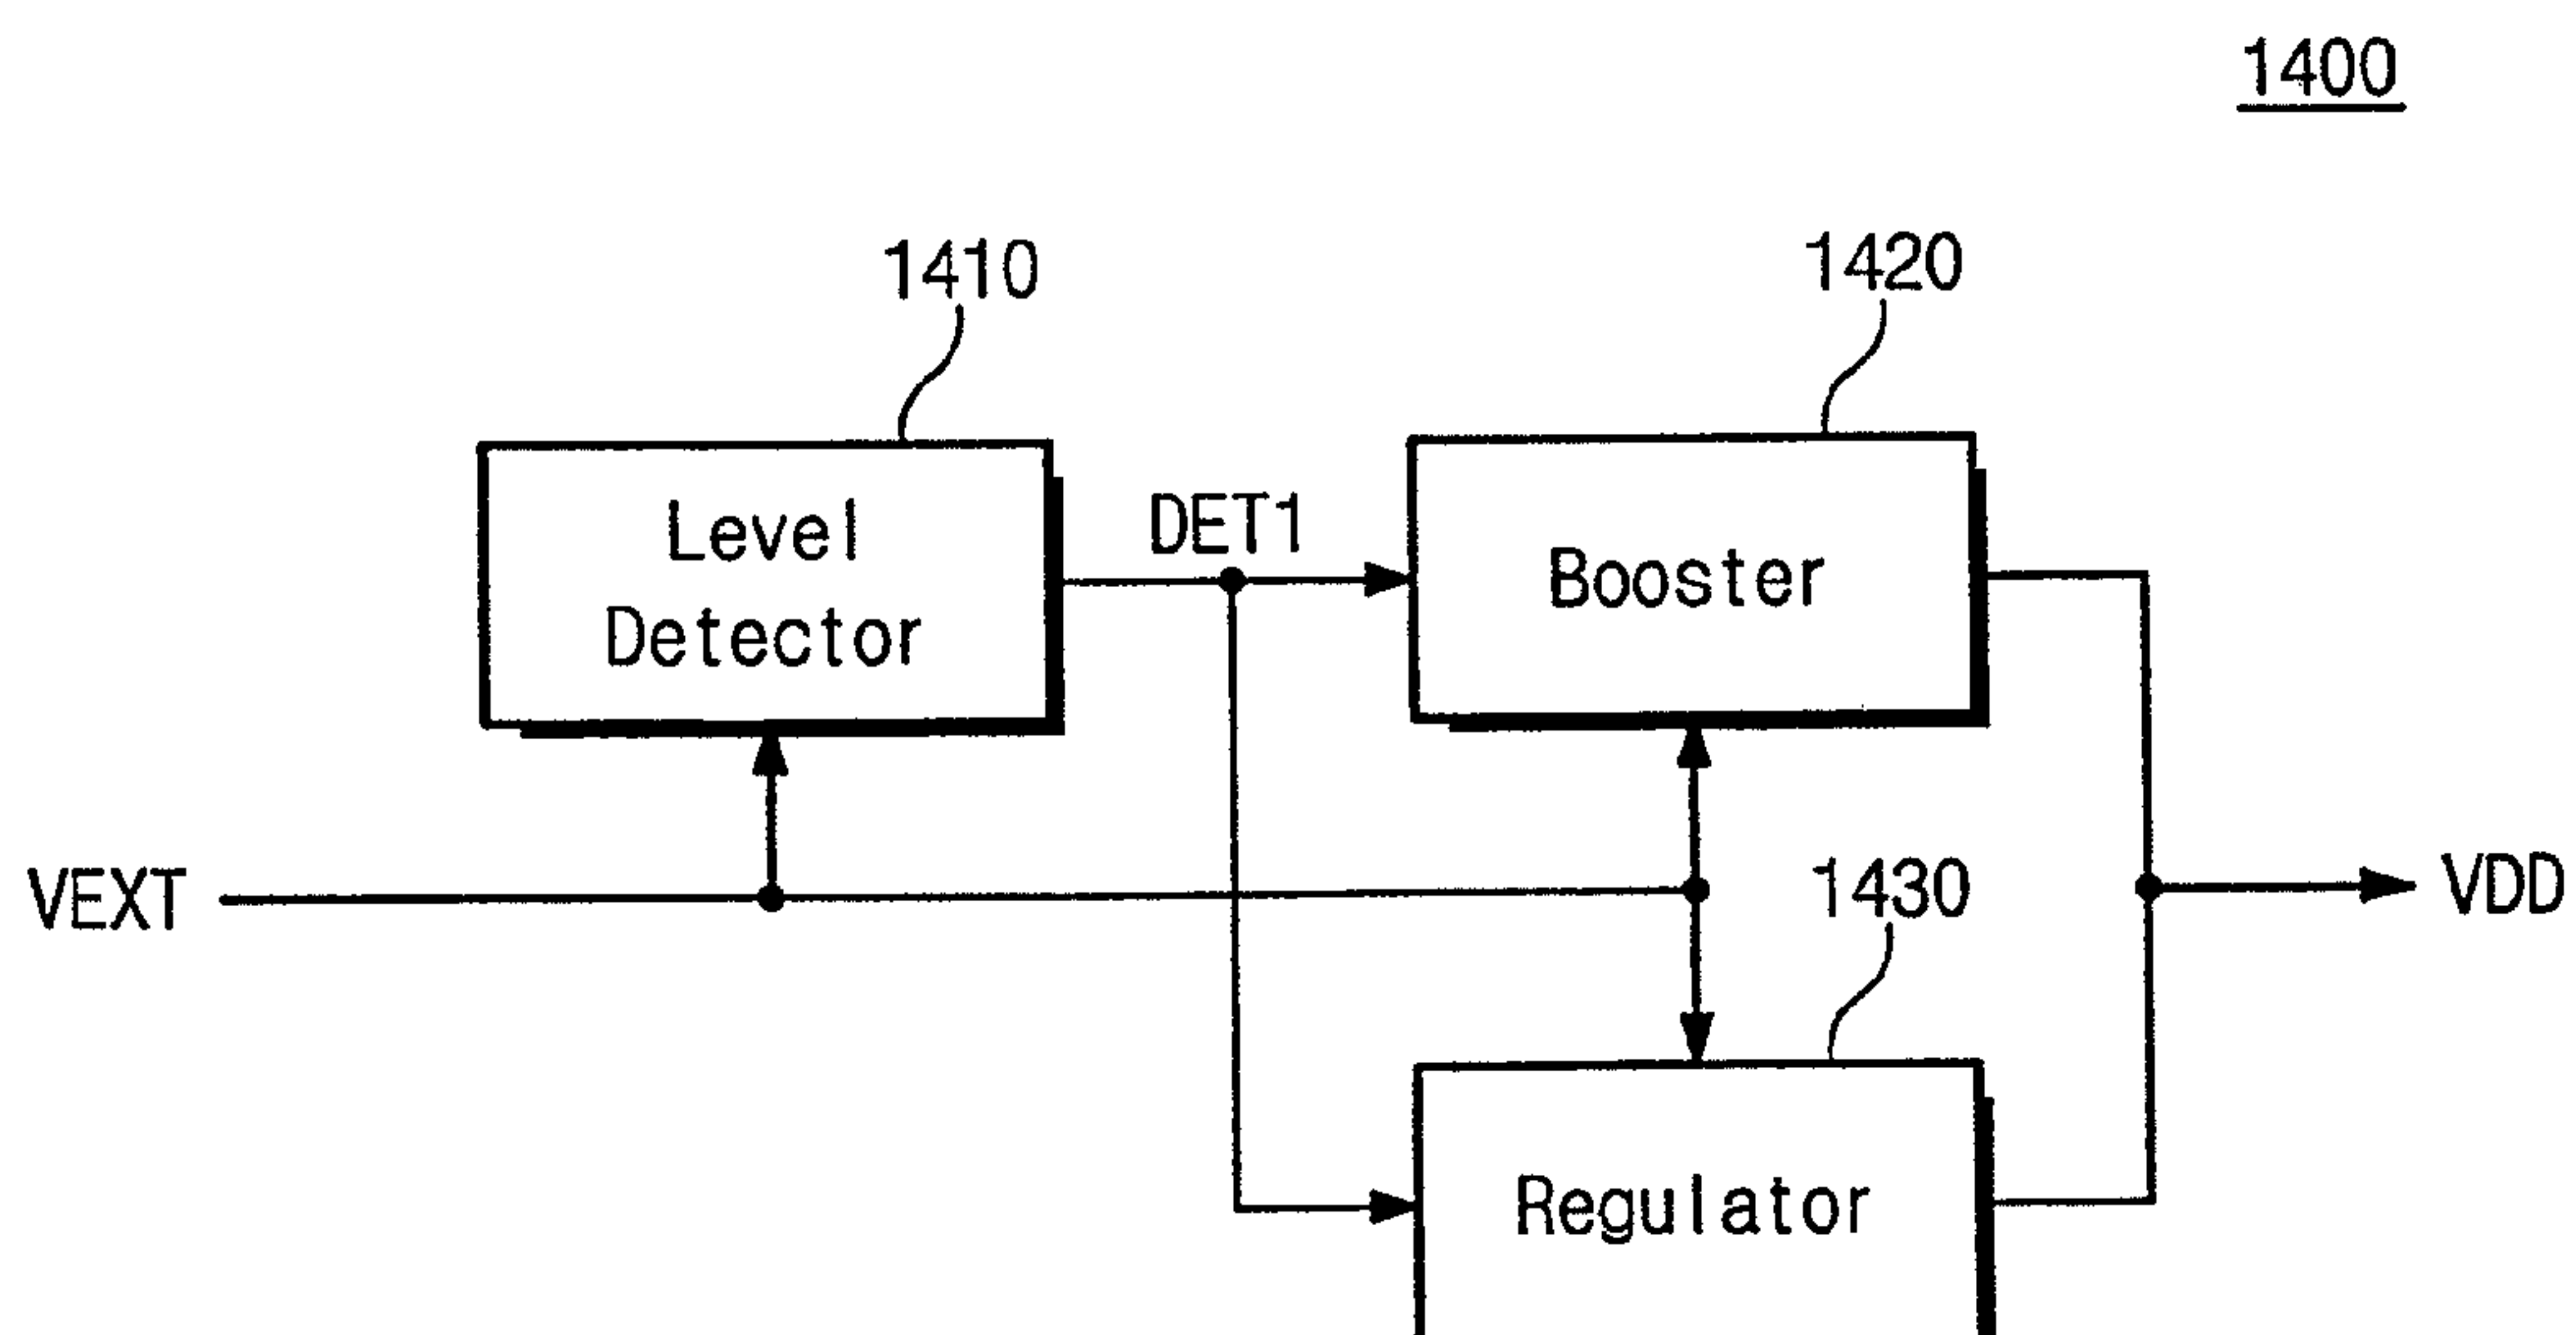 1400
1410
1420
Level
Detector
DET1
Booster
VEXT
1430
VDD
Regulator